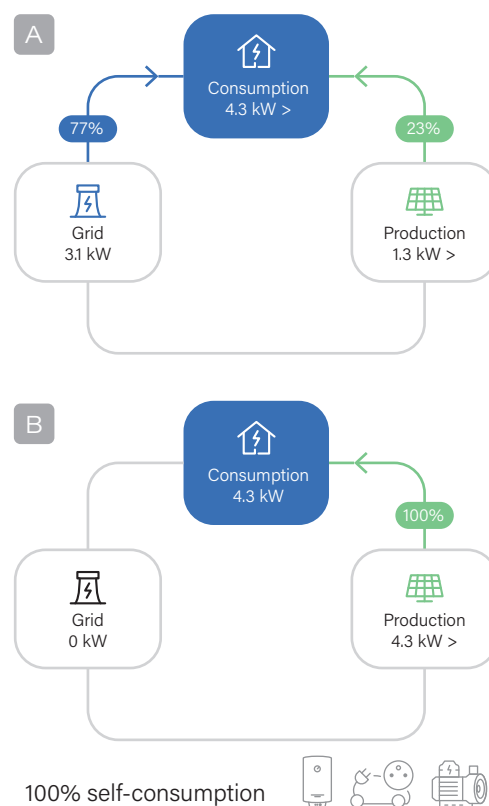 A
Consumption
4.3 kW >
77%
23%
Grid
3.1 kW
Production
1.3 kW >
B
Consumption
4.3 kW
100%
Grid
0 kW
Production
4.3 kW >
100% self-consumption